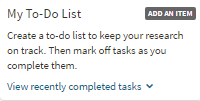 My To-Do List ADD AN ITEM
Create a to-do list to keep your research
on track. Then mark off tasks as you
complete them.
View recently completed tasks